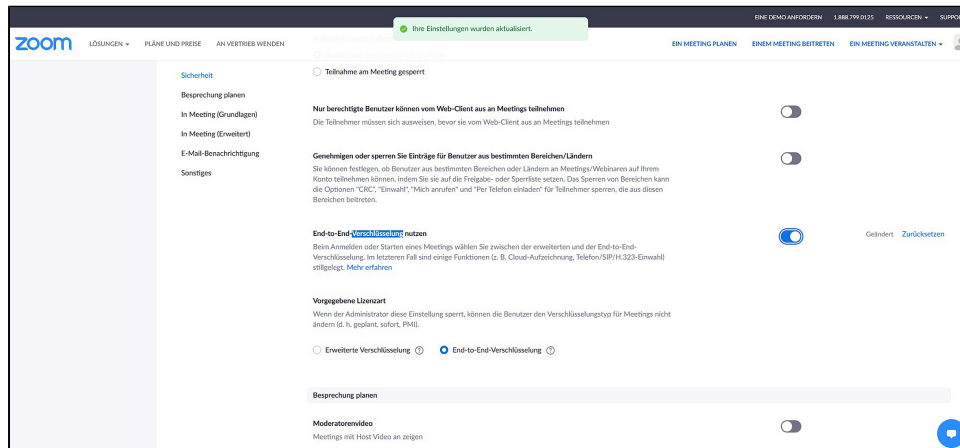 EINE DEMO ANFORDERN 1.888.799.0125 RESSOURCEN SUPPOR
Ihre Einstellungen wurden aktualisiert.
zoom LÖSUNGEN PLÄNE UND PREISE AN VERTRIEB WENDEN EIN MEETING PLANEN EINEM MEETING BEITRETEN EIN MEETING VERANSTALTEN
Sicherheit
Besprechung planen
In Meeting (Grundlagen)
In Meeting (Erweitert)
E-Mail-Benachrichtigung
Sonstiges
Teilnahme am Meeting gesperrt
Nur berechtigte Benutzer können vom Web-Client aus an Meetings teilnehmen
Die Teilnehmer müssen sich ausweisen, bevor sie vom Web-Client aus an Meetings teilnehmen
Genehmigen oder sperren Sie Einträge für Benutzer aus bestimmten Bereichen/Ländern
Sie können festlegen, ob Benutzer aus bestimmten Bereichen oder Ländern an Meetings/Webinaren auf Ihrem
Konto teilnehmen können, indem Sie sie auf die Freigabe- oder Sperrliste setzen. Das Sperren von Bereichen kann
die Optionen "CRC", "Einwahl", "Mich anrufen" und "Per Telefon einladen" für Teilnehmer sperren, die aus diesen
Bereichen beitreten.
End-to-End-Verschlüsselung nutzen
Geändert Zurücksetzen
Beim Anmelden oder Starten eines Meetings wählen Sie zwischen der erweiterten und der End-to-End-
Verschlüsselung. Im letzteren Fall sind einige Funktionen (z. B. Cloud-Aufzeichnung, Telefon/SIP/H.323-Einwahl)
stillgelegt. Mehr erfahren
Vorgegebene Lizenzart
Wenn der Administrator diese Einstellung sperrt, können die Benutzer den Verschlüsselungstyp für Meetings nicht
ändern (d. h. geplant, sofort, PMI).
Erweiterte Verschlüsselung ? End-to-End-Verschlüsselung ?
Besprechung planen
Moderatorenvideo
Meetings mit Host Video an zeigen